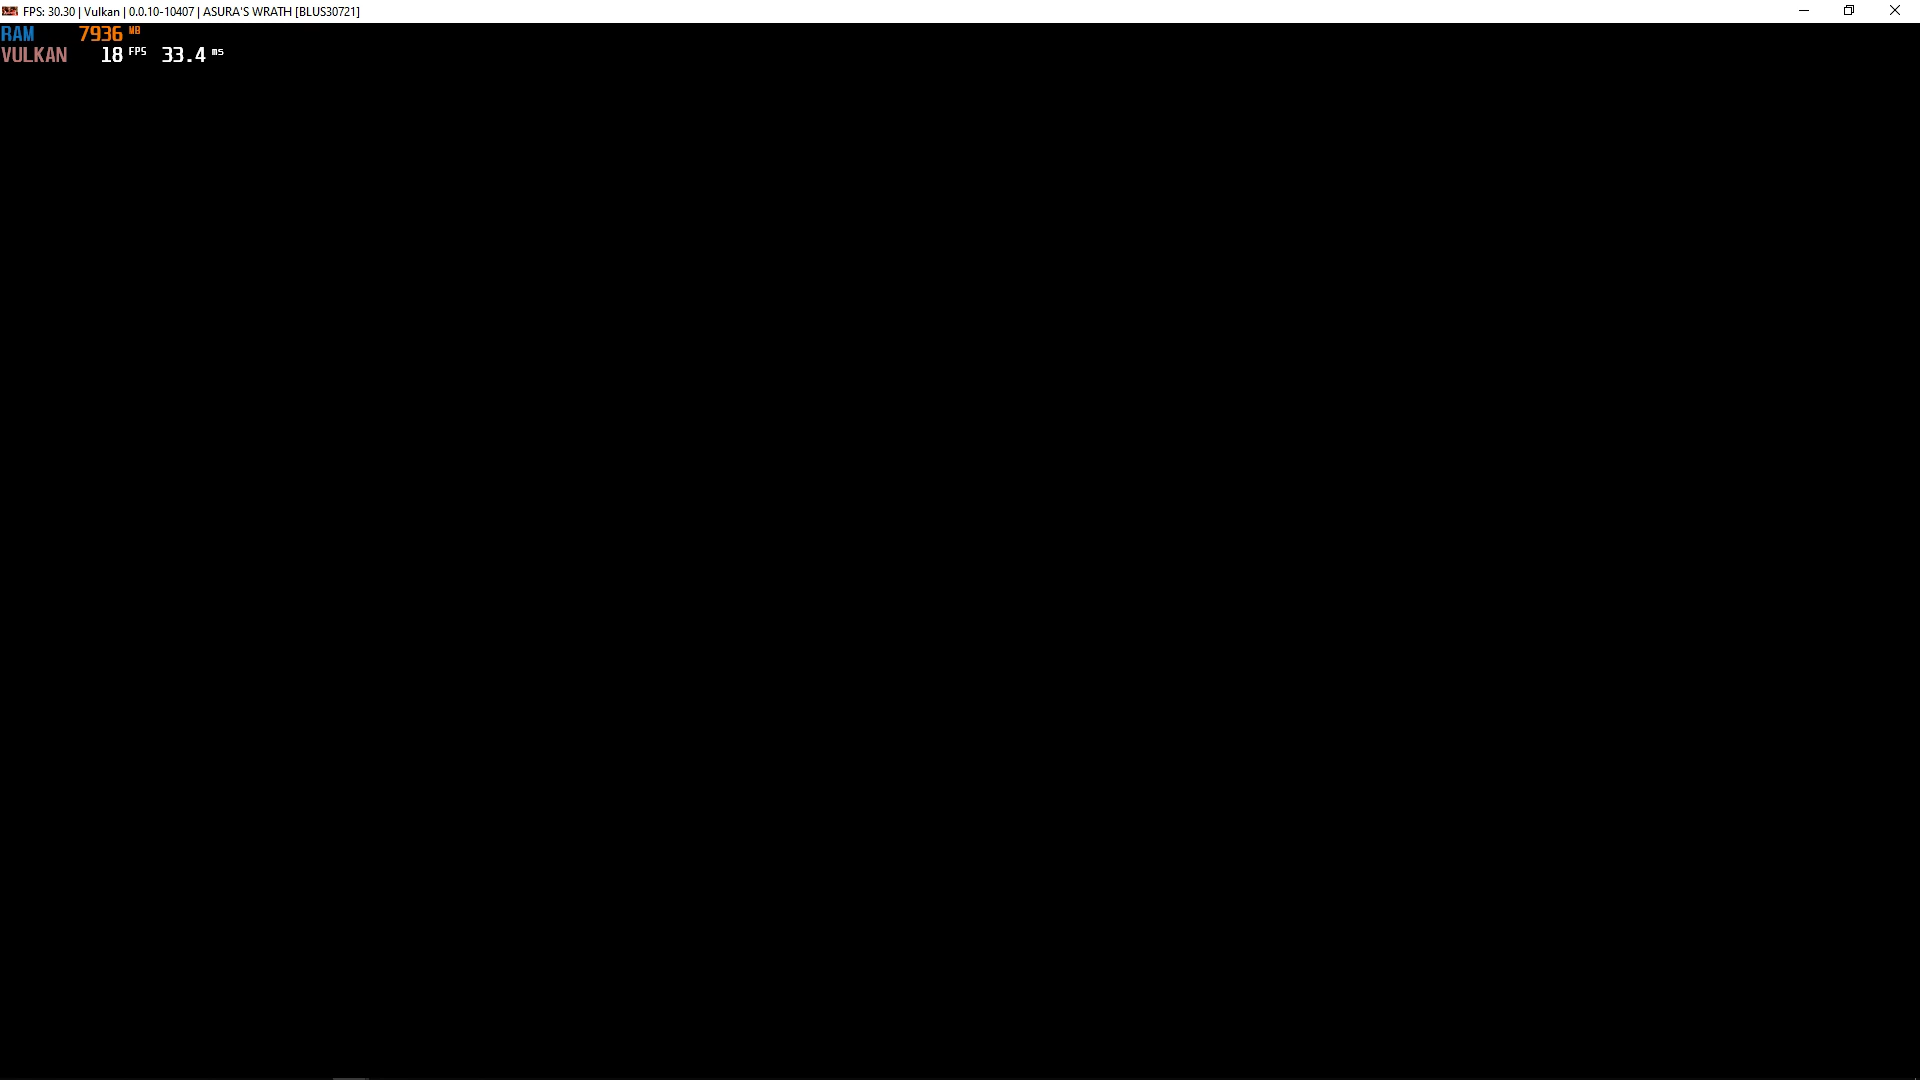 FPS: 30.30 | Vulkan | 0.0.10-10407 | ASURA'S WRATH [BLUS30721]
RAM 7936 MB
VULKAN 18 FPS 33.4 ms